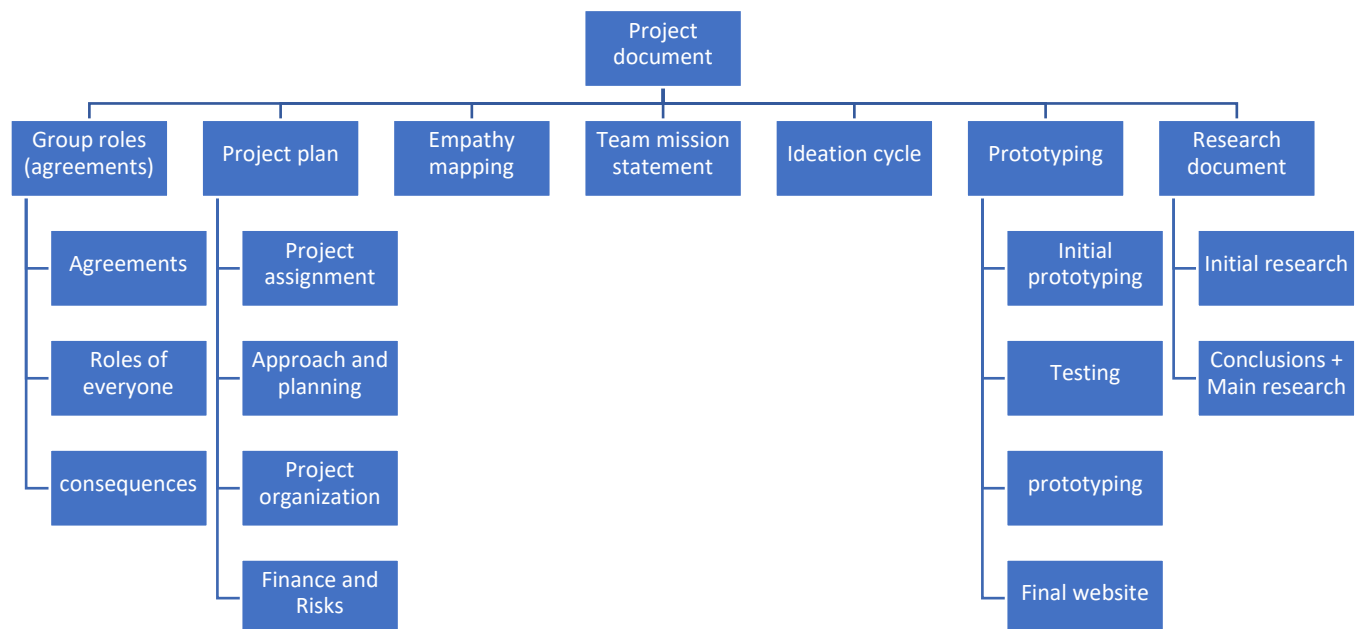 Project
document
Group roles
(agreements)
Project plan
Empathy
mapping
Team mission
statement
Ideation cycle
Prototyping
Research
document
Agreements
Roles of
everyone
consequences
Project
assignment
Approach and
planning
Project
organization
Finance and
Risks
Initial
prototyping
Testing
prototyping
Final website
Initial research
Conclusions +
Main research